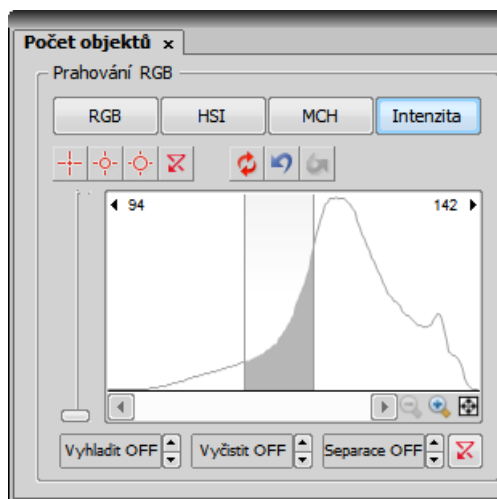 Počet objektů x
Prahování RGB
RGB HSI MCH Intenzita
94 142
Vyhladit OFF Vyčistit OFF Separace OFF